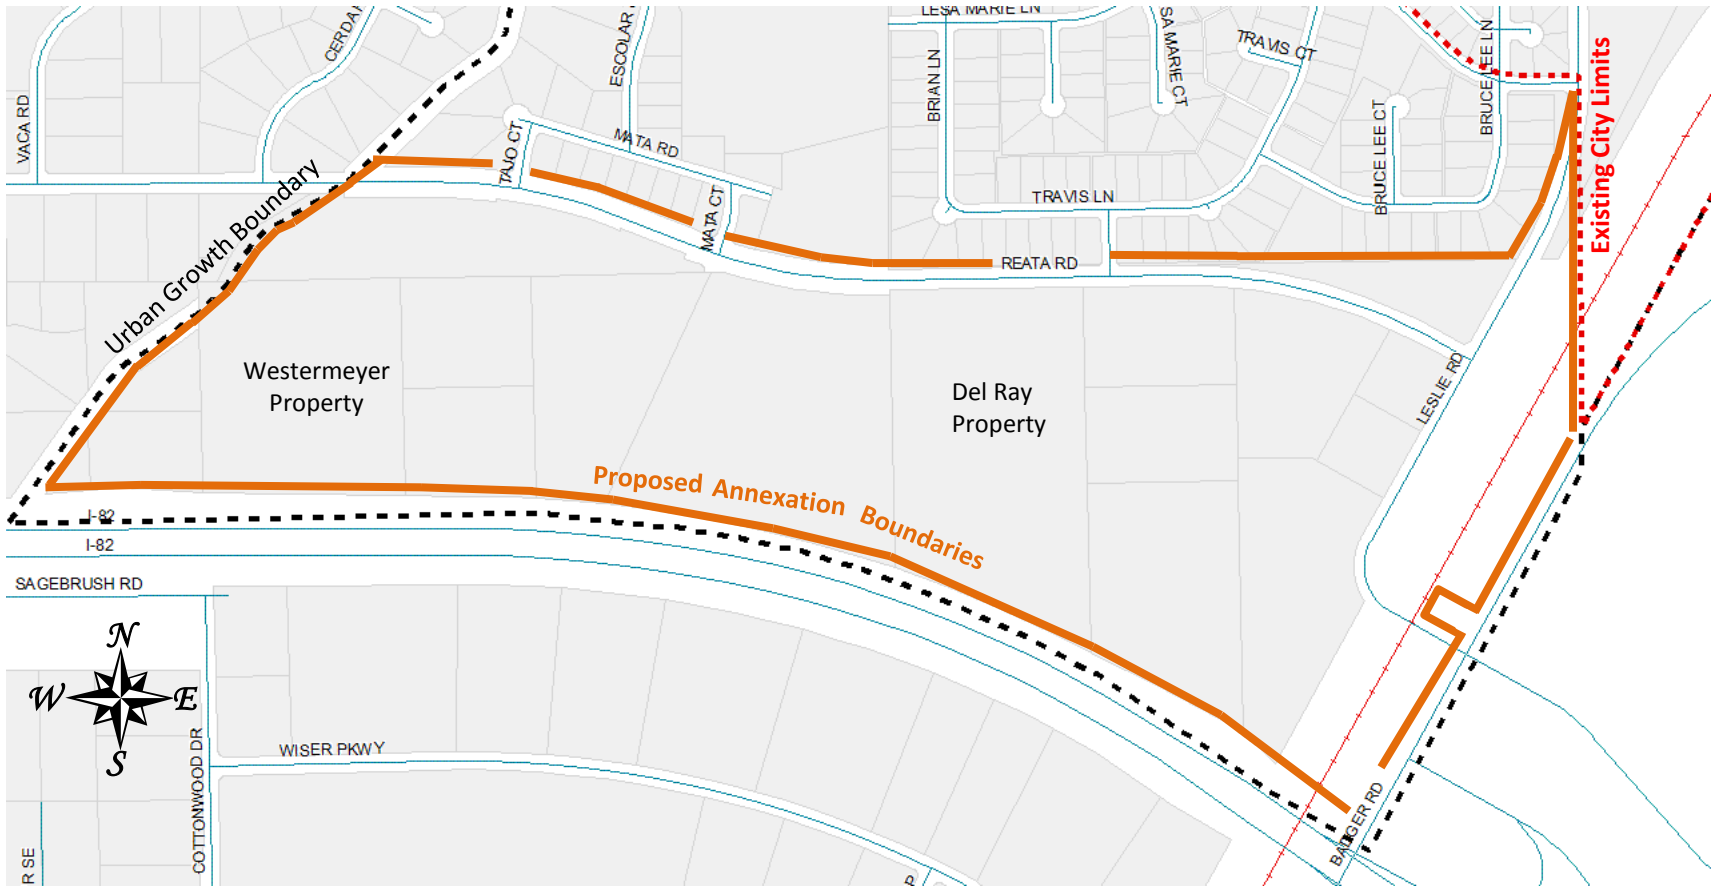 LESA MARIE LN
CERDA
ESCOLAR
SA MARIE CT
TRAVIS CT
BRUCE LEE LN
BRIAN LN
VACA RD
Existing City Limits
BRUCE LEE CT
TAJO CT
MATA RD
MATA CT
TRAVIS LN
REATA RD
Urban Growth Boundary
Westermeyer
Property
Del Ray
Property
LESLIE RD
Proposed Annexation Boundaries
I-82
I-82
SAGEBRUSH RD
N
W
E
S
COTTONWOOD DR
WISER PKWY
BADGER RD
R SE
P